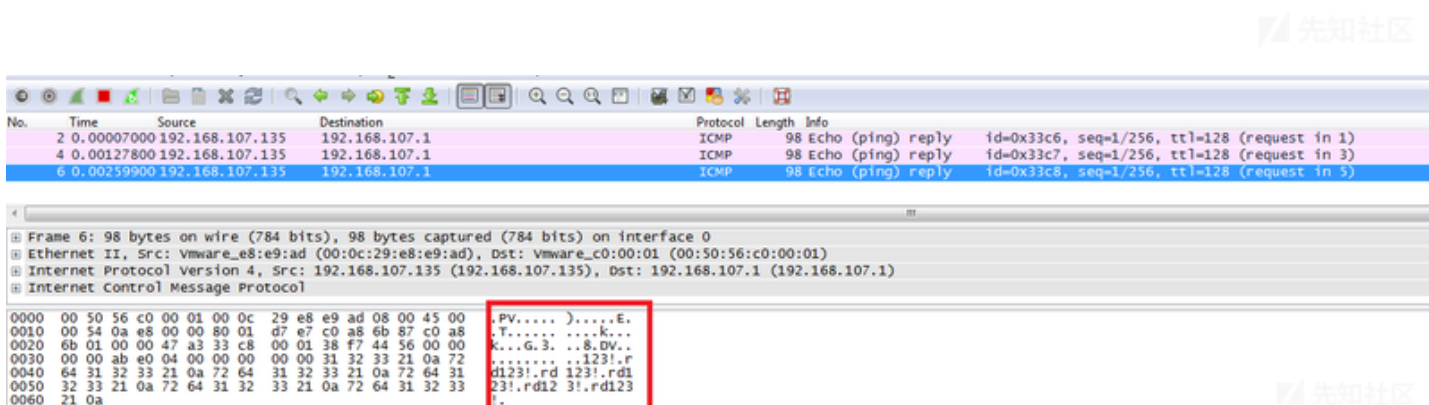 先知社区
No. Time Source Destination Protocol Length Info
2 0.00007000 192.168.107.135 192.168.107.1 ICMP 98 Echo (ping) reply id=0x33c6, seq=1/256, ttl=128 (request in 1)
4 0.00127800 192.168.107.135 192.168.107.1 ICMP 98 Echo (ping) reply id=0x33c7, seq=1/256, ttl=128 (request in 3)
6 0.00259900 192.168.107.135 192.168.107.1 ICMP 98 Echo (ping) reply id=0x33c8, seq=1/256, ttl=128 (request in 5)
Frame 6: 98 bytes on wire (784 bits), 98 bytes captured (784 bits) on interface 0
Ethernet II, Src: Vmware_e8:e9:ad (00:0c:29:e8:e9:ad), Dst: Vmware_c0:00:01 (00:50:56:c0:00:01)
Internet Protocol Version 4, Src: 192.168.107.135 (192.168.107.135), Dst: 192.168.107.1 (192.168.107.1)
Internet Control Message Protocol
0000 00 50 56 c0 00 01 00 0c 29 e8 e9 ad 08 00 45 00 .PV..... ).....E.
0010 00 54 0a e8 00 00 80 01 d7 e7 c0 a8 6b 87 c0 a8 .T...... ....k...
0020 6b 01 00 00 47 a3 33 c8 00 01 38 f7 44 56 00 00 k...G.3. ..8.DV..
0030 00 00 ab e0 04 00 00 00 00 00 31 32 33 21 0a 72 ........ ..123!.r
0040 64 31 32 33 21 0a 72 64 31 32 33 21 0a 72 64 31 d123!.rd 123!.rd1
0050 32 33 21 0a 72 64 31 32 33 21 0a 72 64 31 32 33 23!.rd12 3!.rd123
0060 21 0a !.
先知社区